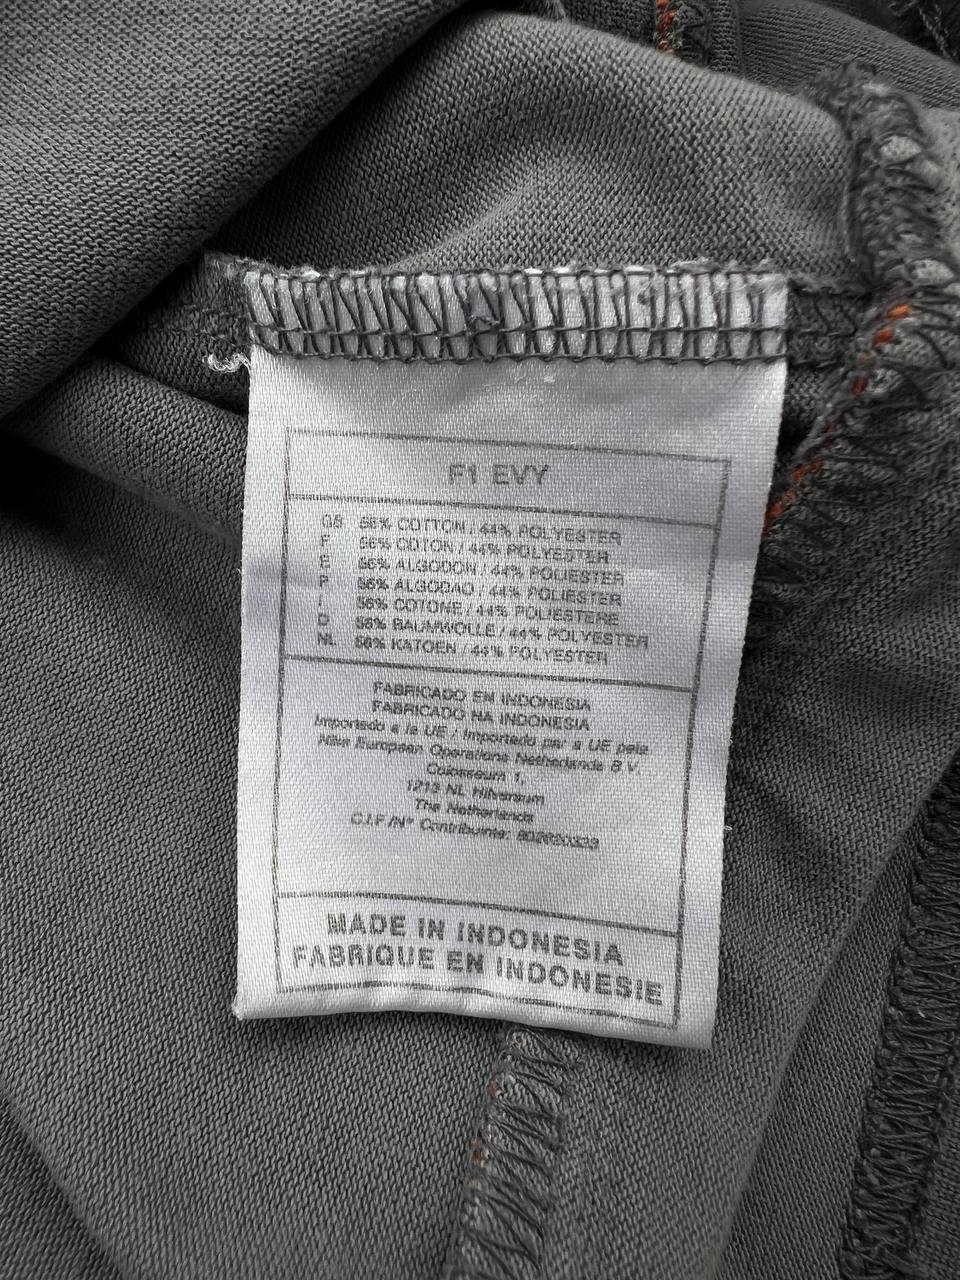 F1 EVY
GB 56% COTTON / 44% POLYESTER
F 56% COTON / 44% POLYESTER
E 56% ALGODON / 44% POLIESTER
P 56% ALGODAO / 44% POLIESTER
I 56% COTONE / 44% POLIESTERE
D 56% BAUMWOLLE / 44% POLYESTER
NL 56% KATOEN / 44% POLYESTER
FABRICADO EN INDONESIA
FABRICADO NA INDONESIA
Importado a la UE / Importado par a UE pela
Nike European Operations Netherlands B.V.
Colosseum 1,
1213 NL Hilversum
The Netherlands
C.I.F /Nº Contribuinte:
MADE IN INDONESIA
FABRIQUE EN INDONESIE